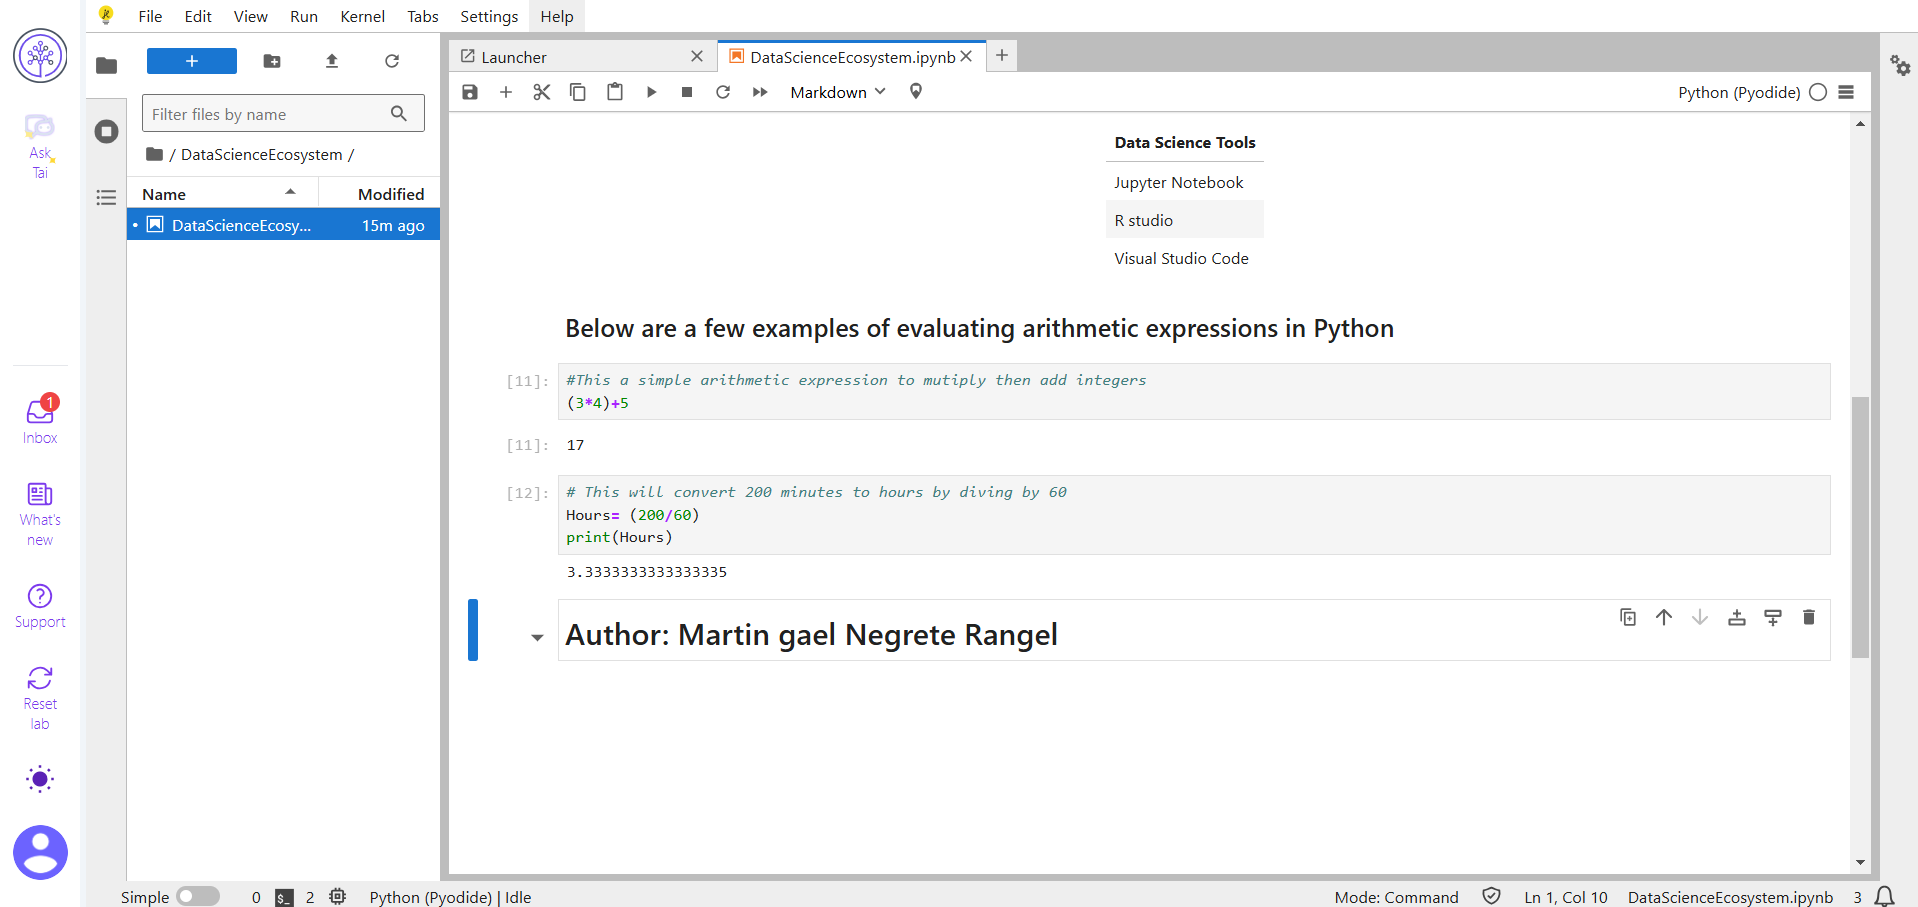 File Edit View Run Kernel Tabs Settings Help
Ask
Tai
1
Inbox
What's
new
Support
Reset
lab
Filter files by name
/ DataScienceEcosystem /
Name Modified
DataScienceEcosy... 15m ago
Launcher
DataScienceEcosystem.ipynb
Markdown
Python (Pyodide)
Data Science Tools
Jupyter Notebook
R studio
Visual Studio Code
Below are a few examples of evaluating arithmetic expressions in Python
[11]: #This a simple arithmetic expression to mutiply then add integers
(3*4)+5
[11]: 17
[12]: # This will convert 200 minutes to hours by diving by 60
Hours= (200/60)
print(Hours)
3.3333333333333335
Author: Martin gael Negrete Rangel
Simple 0 $_ 2 Python (Pyodide) | Idle
Mode: Command Ln 1, Col 10 DataScienceEcosystem.ipynb 3